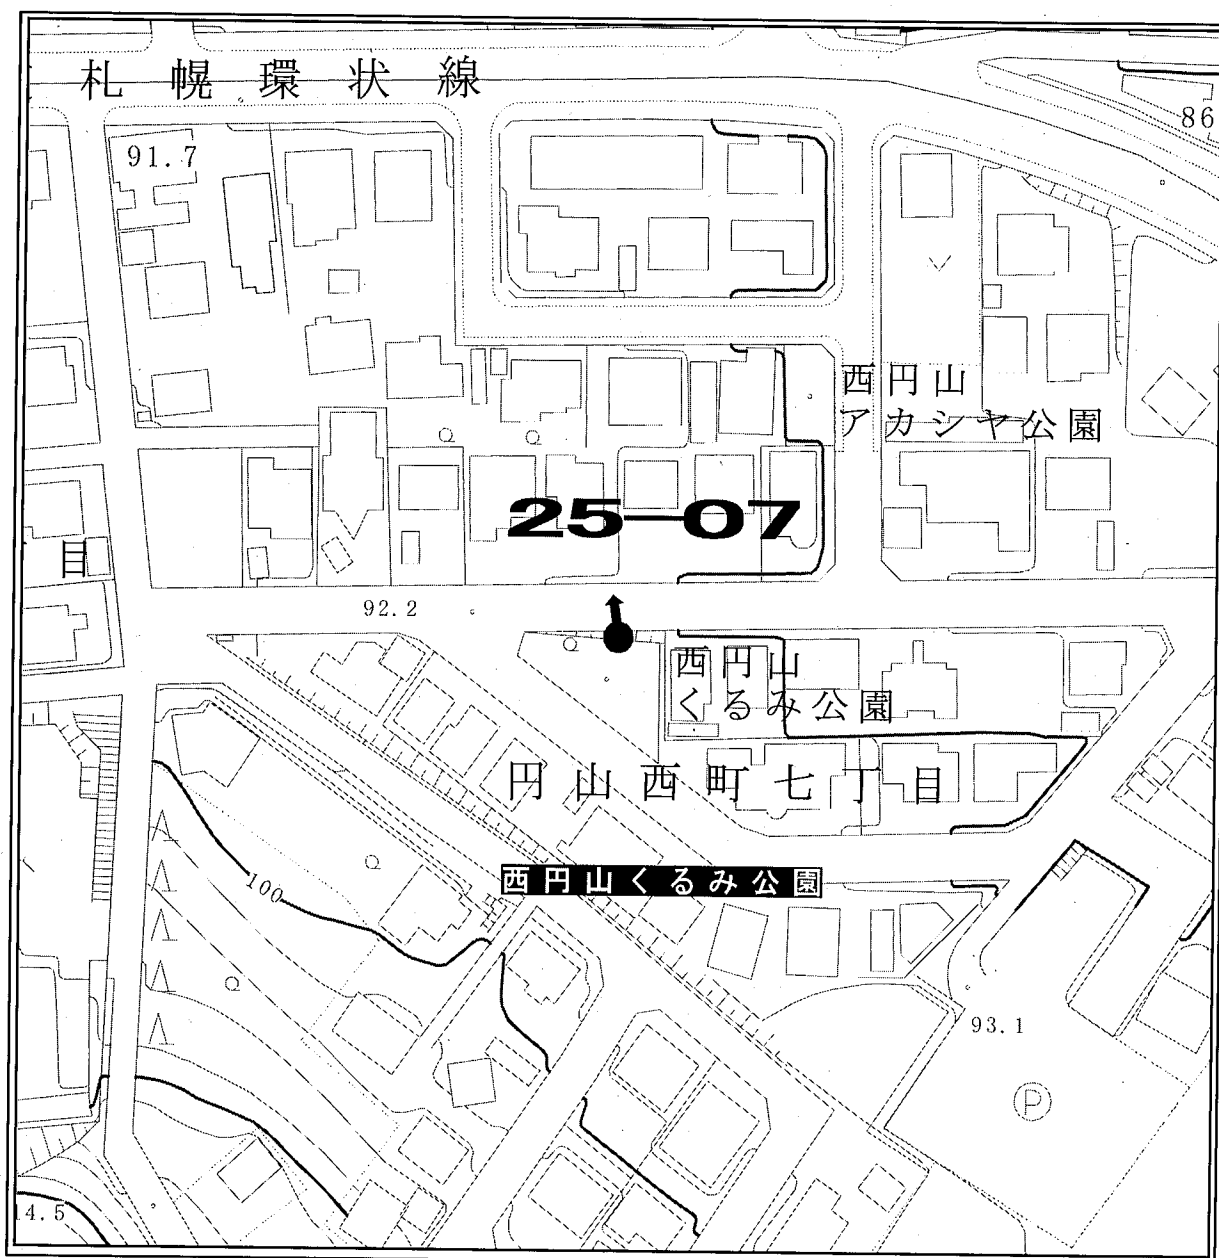 札幌環状線
86
91.7
西円山
アカシヤ公園
25-07
目
92.2
西円山
くるみ公園
円山西町七丁目
西円山くるみ公園
100
93.1
P
4.5